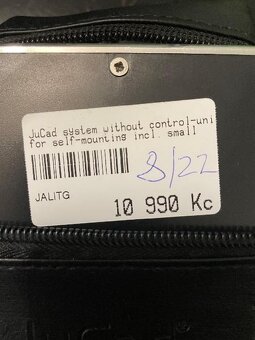 JuCad system without control-uni
for self-mounting incl. small
8/22
JALITG
10 990 Kc